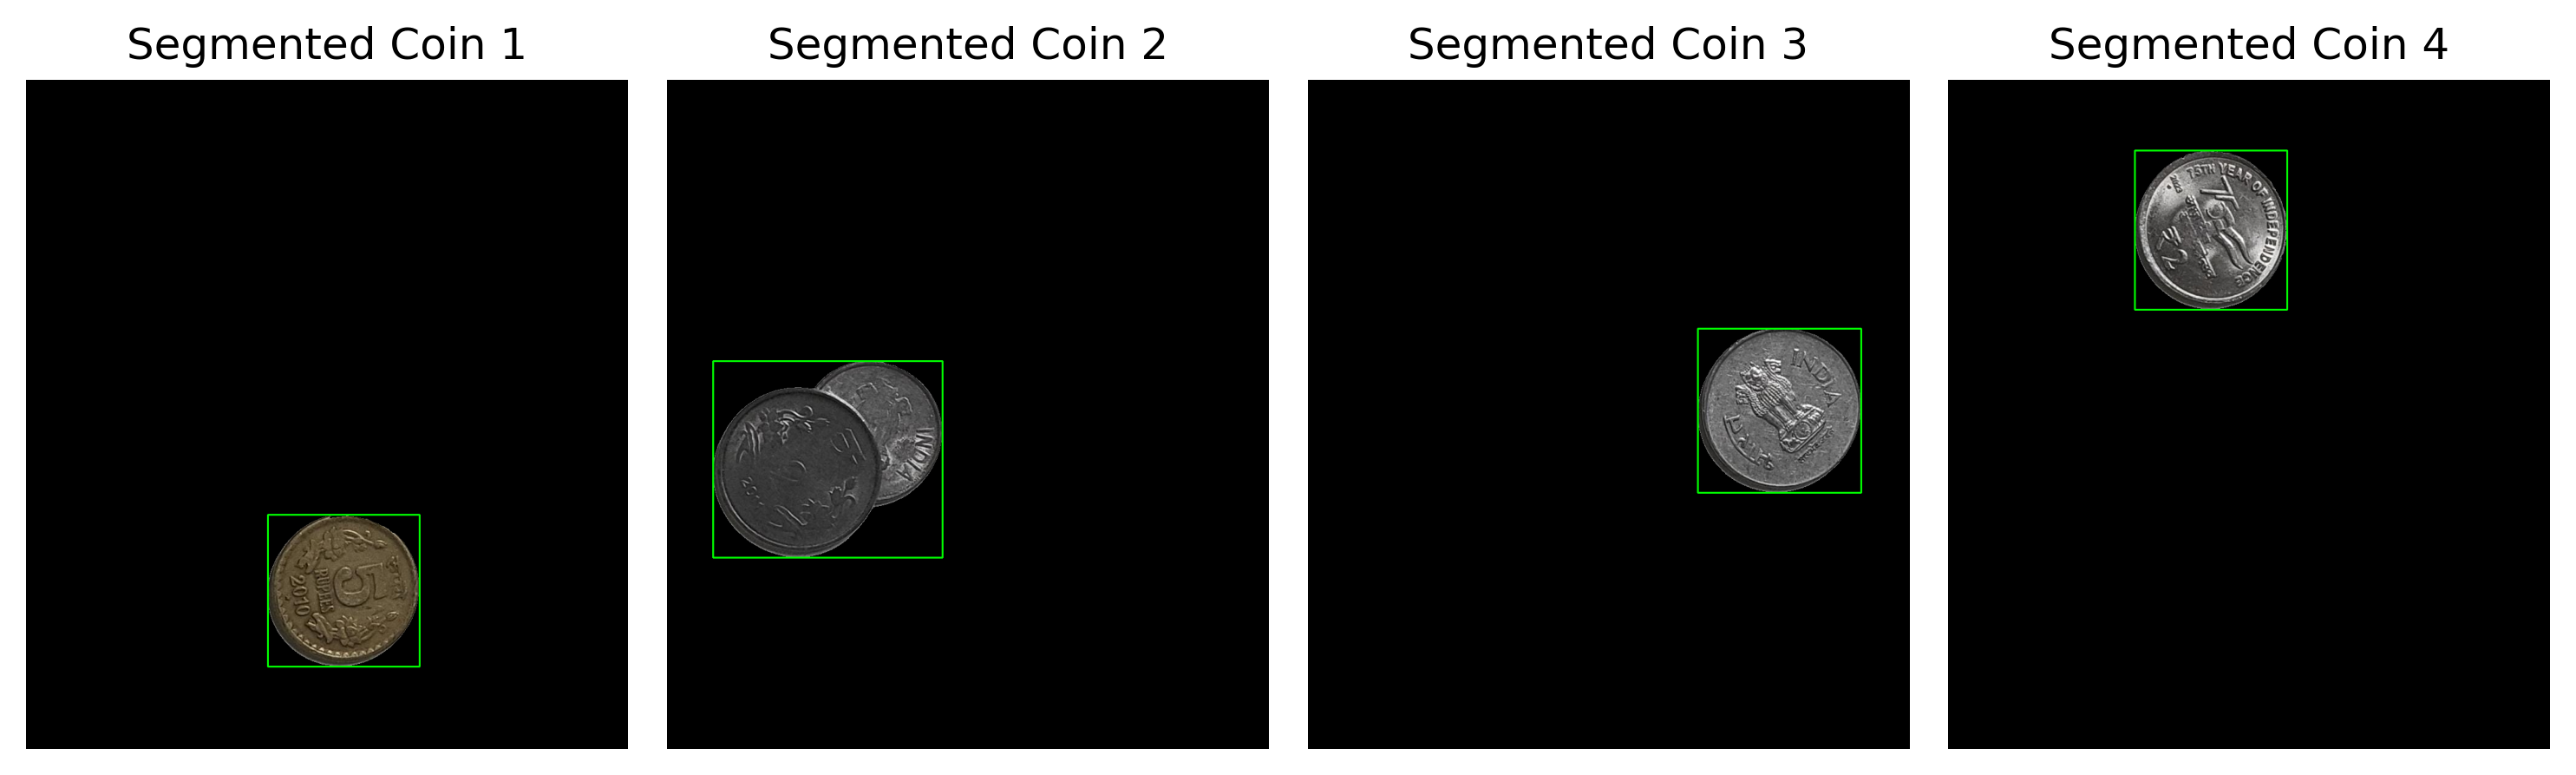 Segmented Coin 1
Segmented Coin 2
Segmented Coin 3
Segmented Coin 4
5
RUPEES
2010
INDIA
INDIA
75TH YEAR OF INDEPENDENCE
₹2